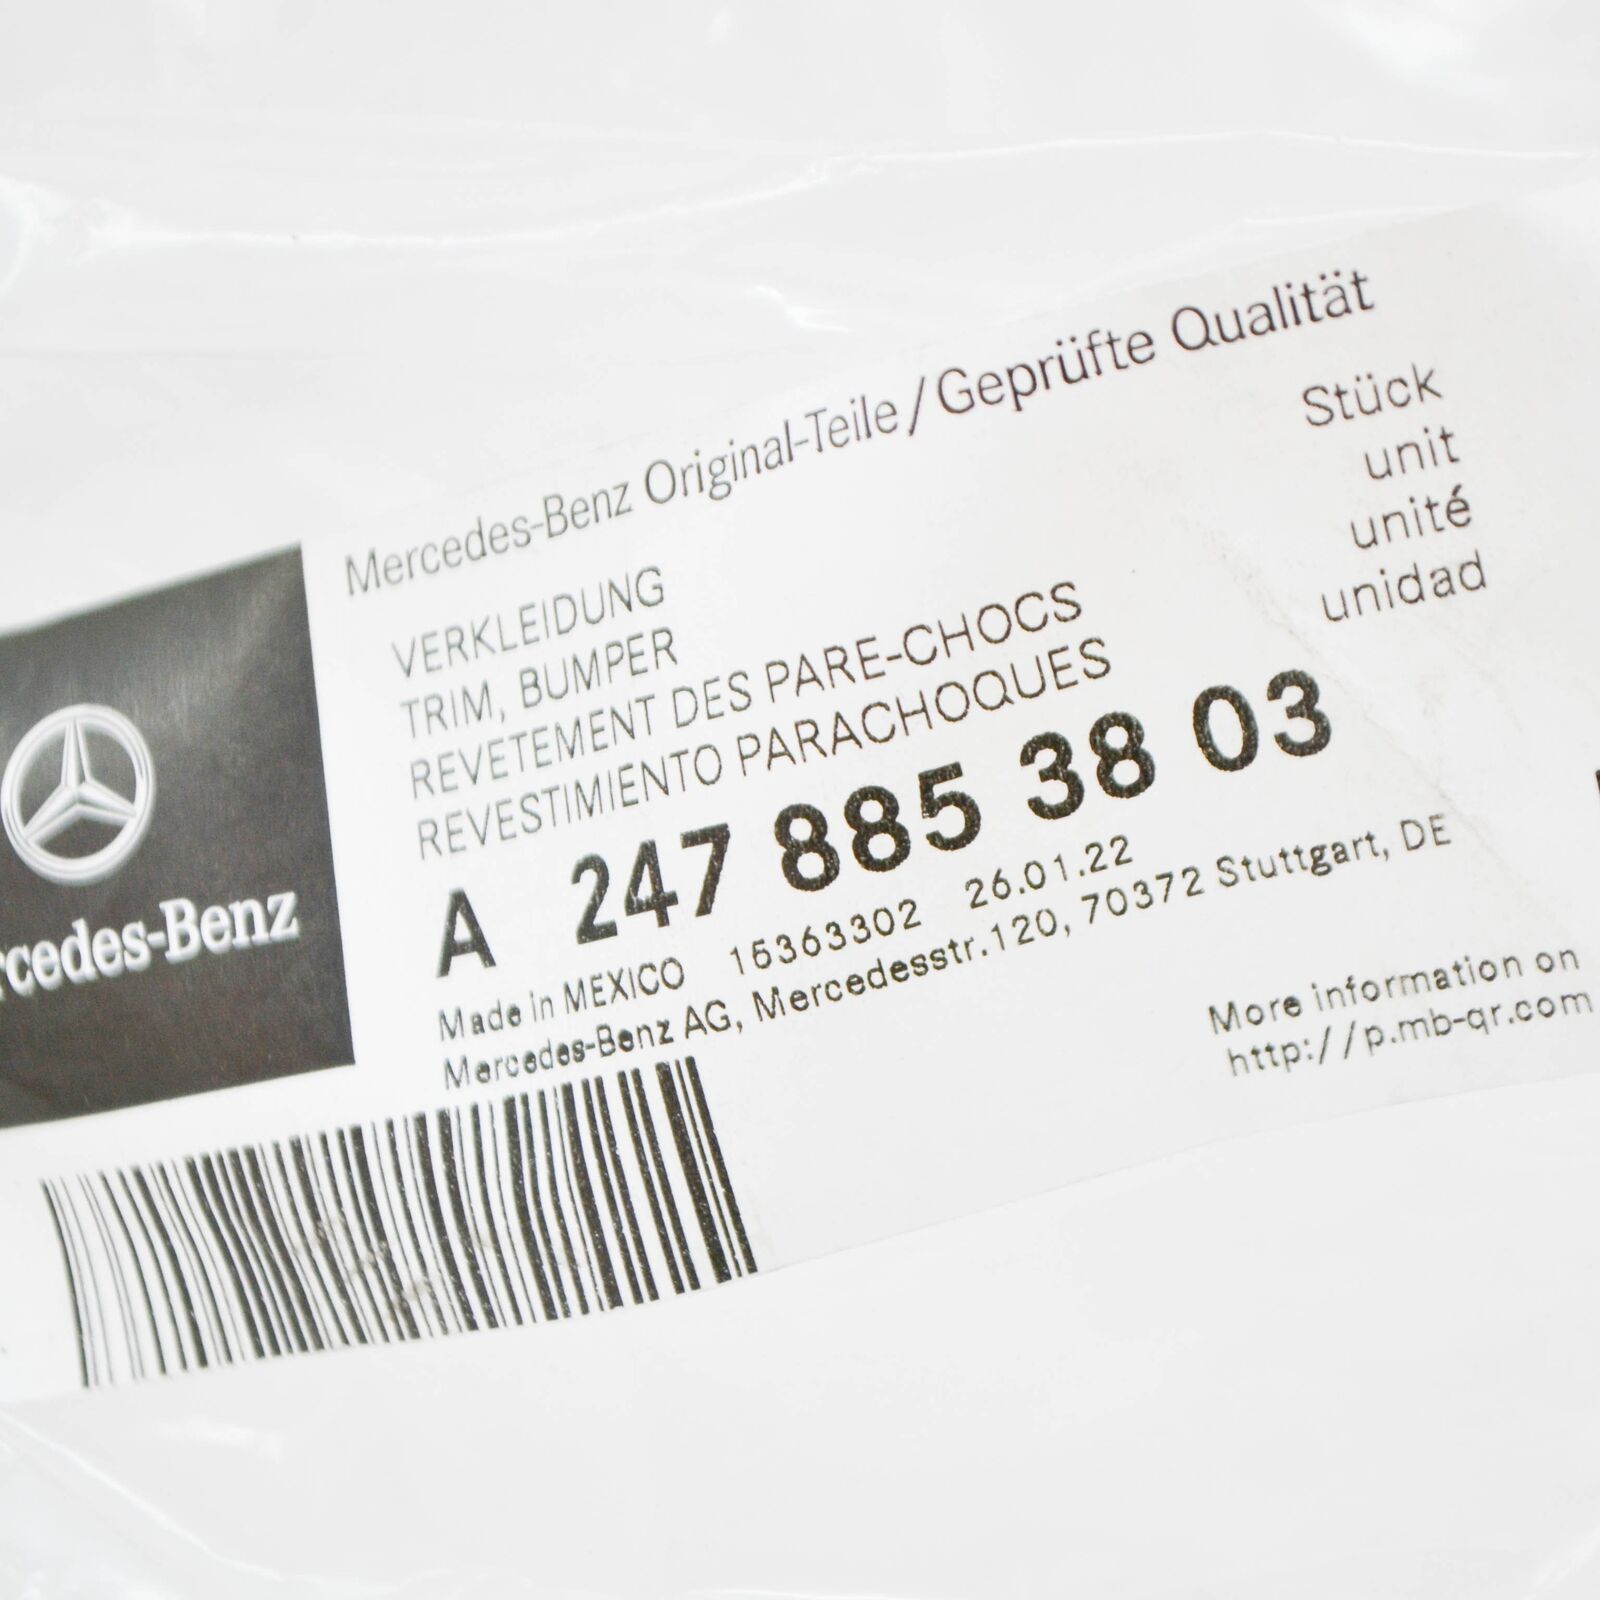 Mercedes-Benz Original-Teile/Geprüfte Qualität
Stück
unit
unité
unidad
VERKLEIDUNG
TRIM, BUMPER
REVETEMENT DES PARE-CHOCS
REVESTIMIENTO PARACHOQUES
A 247 885 38 03
Made in MEXICO 15363302 26.01.22
Mercedes-Benz AG, Mercedesstr.120, 70372 Stuttgart, DE
More information on
http://p.mb-qr.com
rcedes-Benz